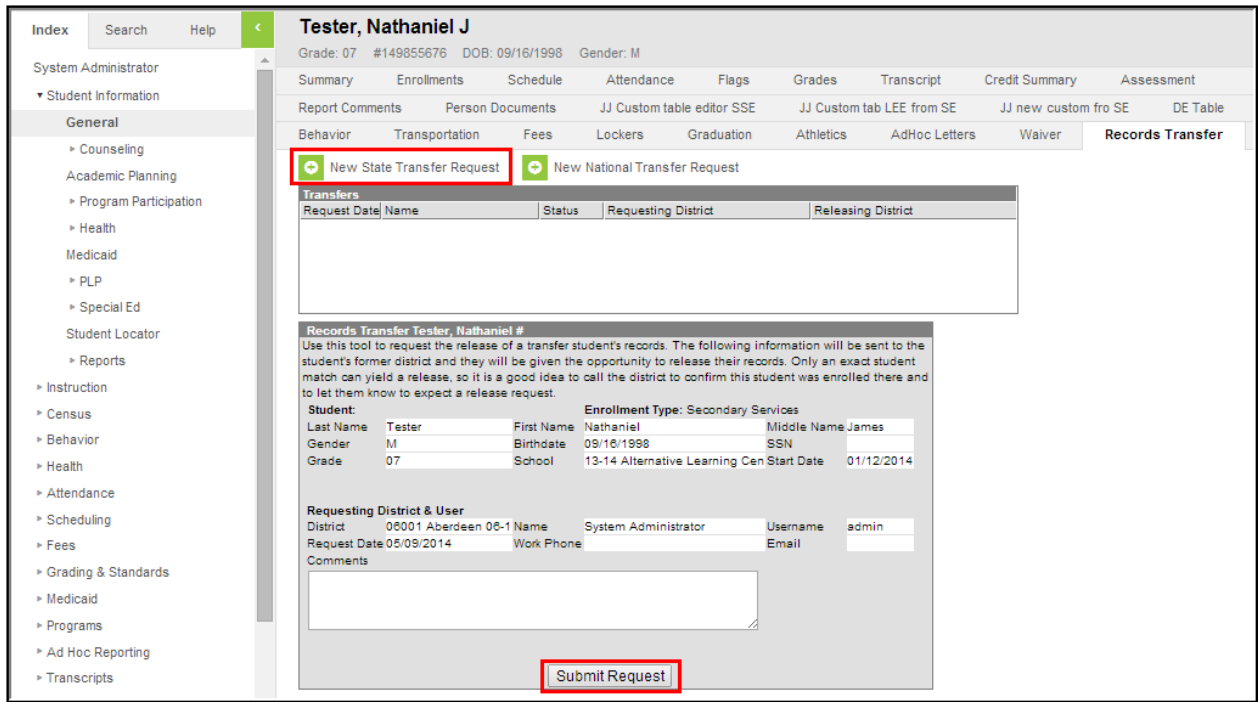 Index Search Help <
System Administrator
Student Information
General
Counseling
Academic Planning
Program Participation
Health
Medicaid
PLP
Special Ed
Student Locator
Reports
Instruction
Census
Behavior
Health
Attendance
Scheduling
Fees
Grading & Standards
Medicaid
Programs
Ad Hoc Reporting
Transcripts
Tester, Nathaniel J
Grade: 07 #149855676 DOB: 09/16/1998 Gender: M
Summary Enrollments Schedule Attendance Flags Grades Transcript Credit Summary Assessment
Report Comments Person Documents JJ Custom table editor SSE JJ Custom tab LEE from SE JJ new custom fro SE DE Table
Behavior Transportation Fees Lockers Graduation Athletics AdHoc Letters Waiver Records Transfer
New State Transfer Request New National Transfer Request
Transfers
Request Date Name Status Requesting District Releasing District
Records Transfer Tester, Nathaniel #
Use this tool to request the release of a transfer student's records. The following information will be sent to the
student's former district and they will be given the opportunity to release their records. Only an exact student
match can yield a release, so it is a good idea to call the district to confirm this student was enrolled there and
to let them know to expect a release request.
Student: Enrollment Type: Secondary Services
Last Name Tester First Name Nathaniel Middle Name James
Gender M Birthdate 09/16/1998 SSN
Grade 07 School 13-14 Alternative Learning Cen Start Date 01/12/2014
Requesting District & User
District 06001 Aberdeen 06-1 Name System Administrator Username admin
Request Date 05/09/2014 Work Phone Email
Comments
Submit Request